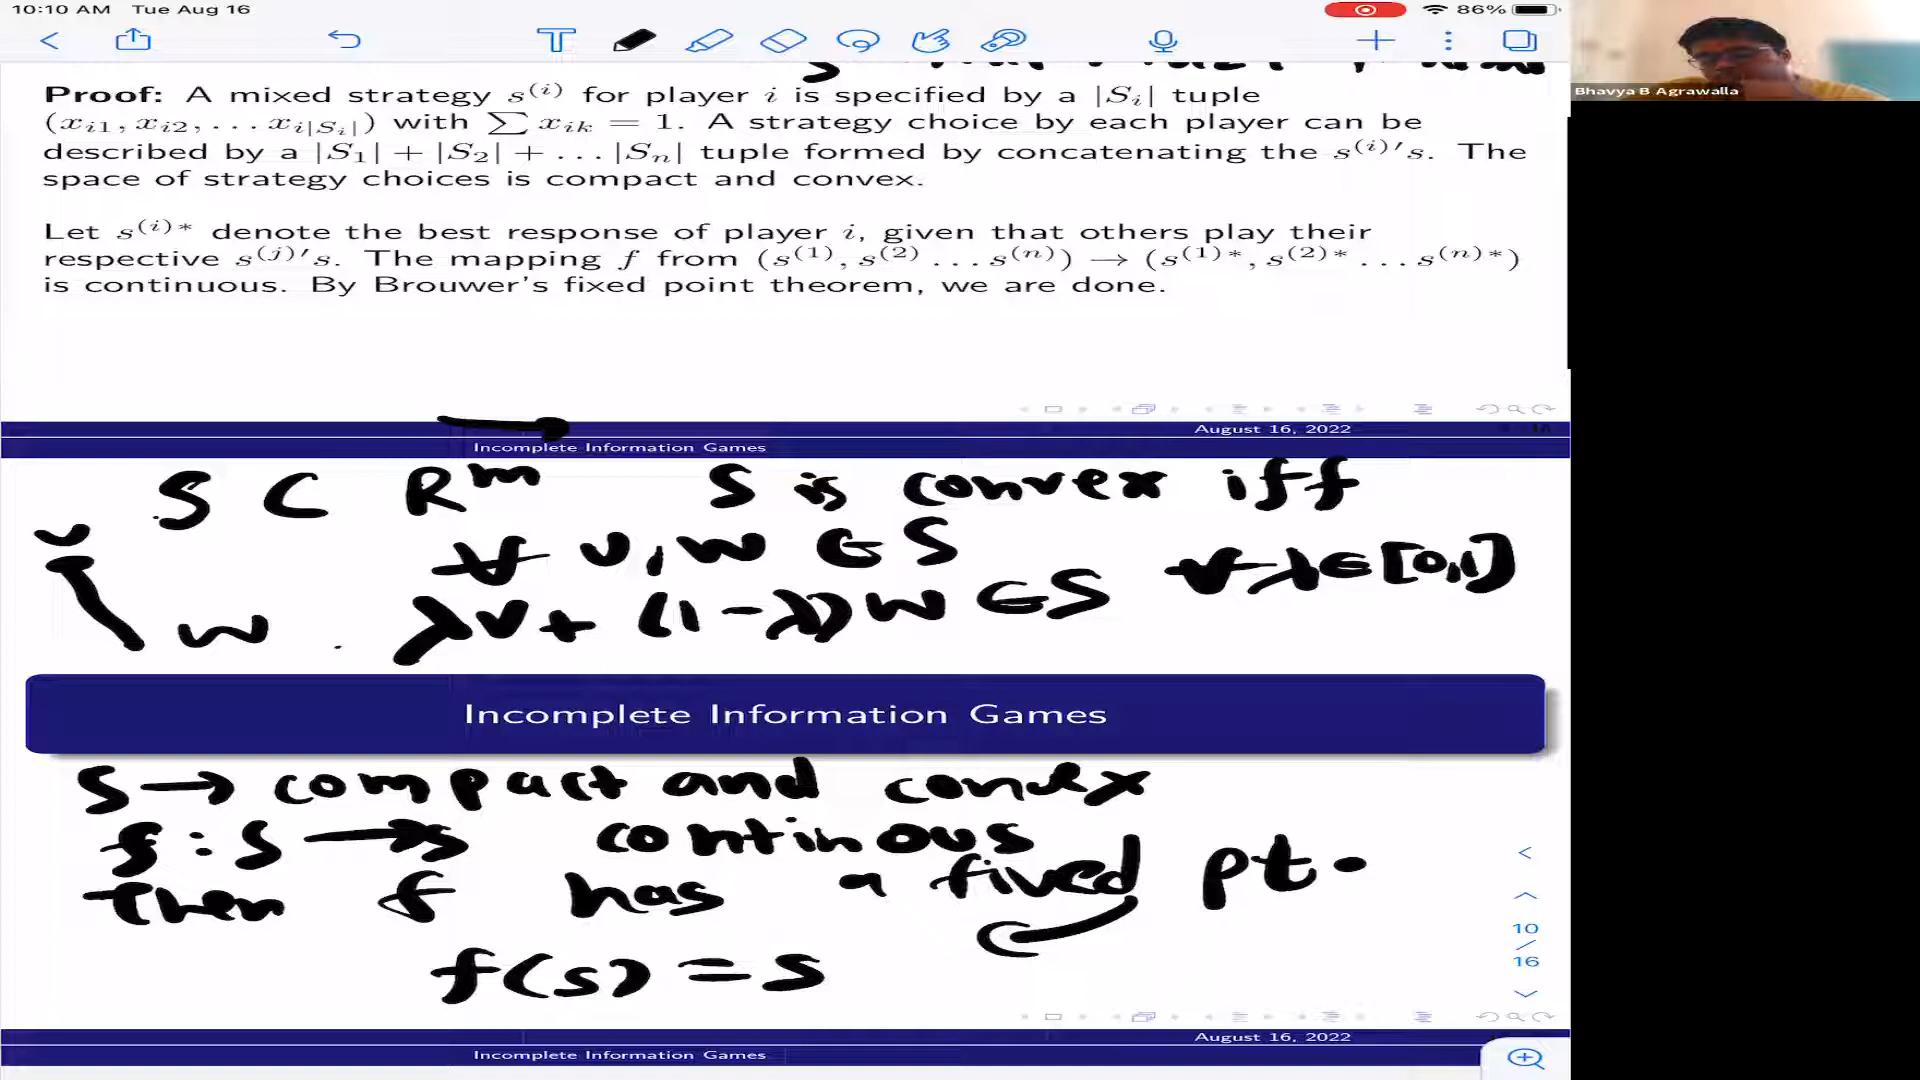 10:10 AM Tue Aug 16
86%
Bhavya B Agrawalla
Proof: A mixed strategy s^(i) for player i is specified by a |S_i| tuple
(x_i1, x_i2, . . . x_i|S_i|) with ∑ x_ik = 1. A strategy choice by each player can be
described by a |S_1| + |S_2| + . . . |S_n| tuple formed by concatenating the s^(i)'s. The
space of strategy choices is compact and convex.
Let s^(i)* denote the best response of player i, given that others play their
respective s^(j)'s. The mapping f from (s^(1), s^(2) . . . s^(n)) → (s^(1)*, s^(2)* . . . s^(n)*)
is continuous. By Brouwer's fixed point theorem, we are done.
August 16, 2022
Incomplete Information Games
S ⊂ R^m S is convex iff
∀ v, w ∈ S
λv + (1-λ)w ∈ S ∀ λ ∈ [0,1]
v
w
Incomplete Information Games
S → compact and convex
f : S → S continous
Then f has a fixed pt.
f(s) = s
10
16
August 16, 2022
Incomplete Information Games